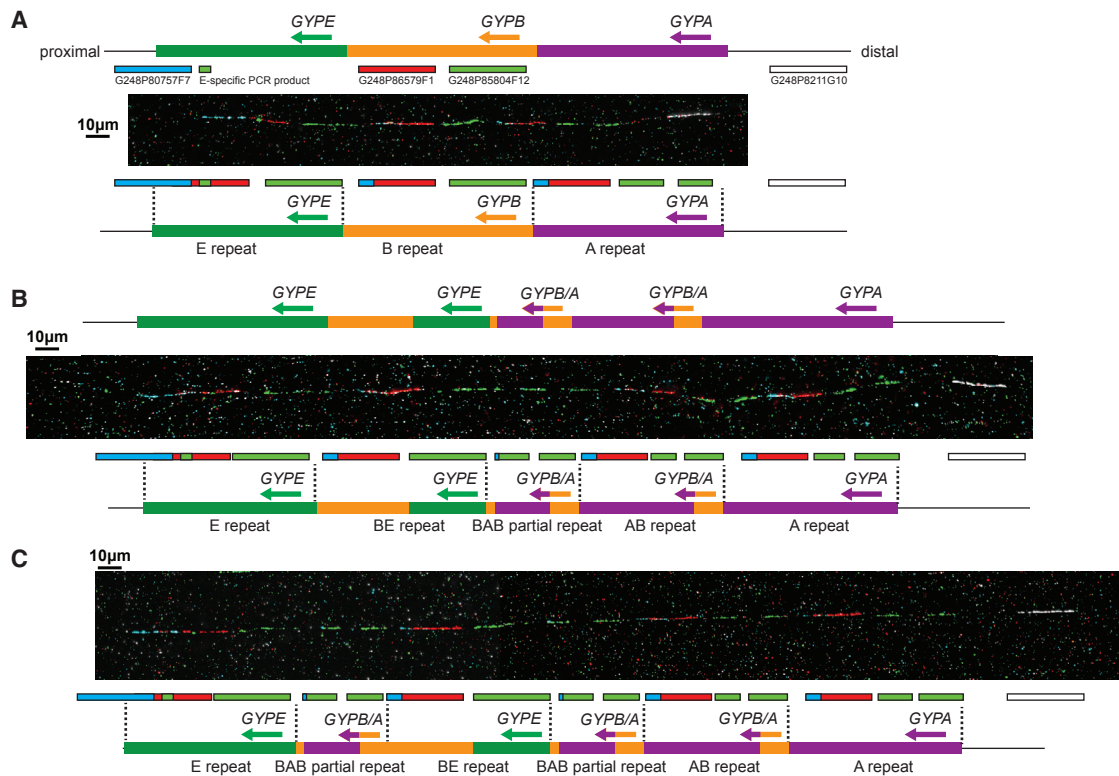 A
GYPE GYPB GYPA
proximal distal
G248P80757F7 E-specific PCR product G248P86579F1 G248P85804F12 G248P8211G10
10µm
GYPE GYPB GYPA
E repeat B repeat A repeat
B
GYPE GYPE GYPB/A GYPB/A GYPA
10µm
GYPE GYPE GYPB/A GYPB/A GYPA
E repeat BE repeat BAB partial repeat AB repeat A repeat
C
10µm
GYPE GYPB/A GYPE GYPB/A GYPB/A GYPA
E repeat BAB partial repeat BE repeat BAB partial repeat AB repeat A repeat